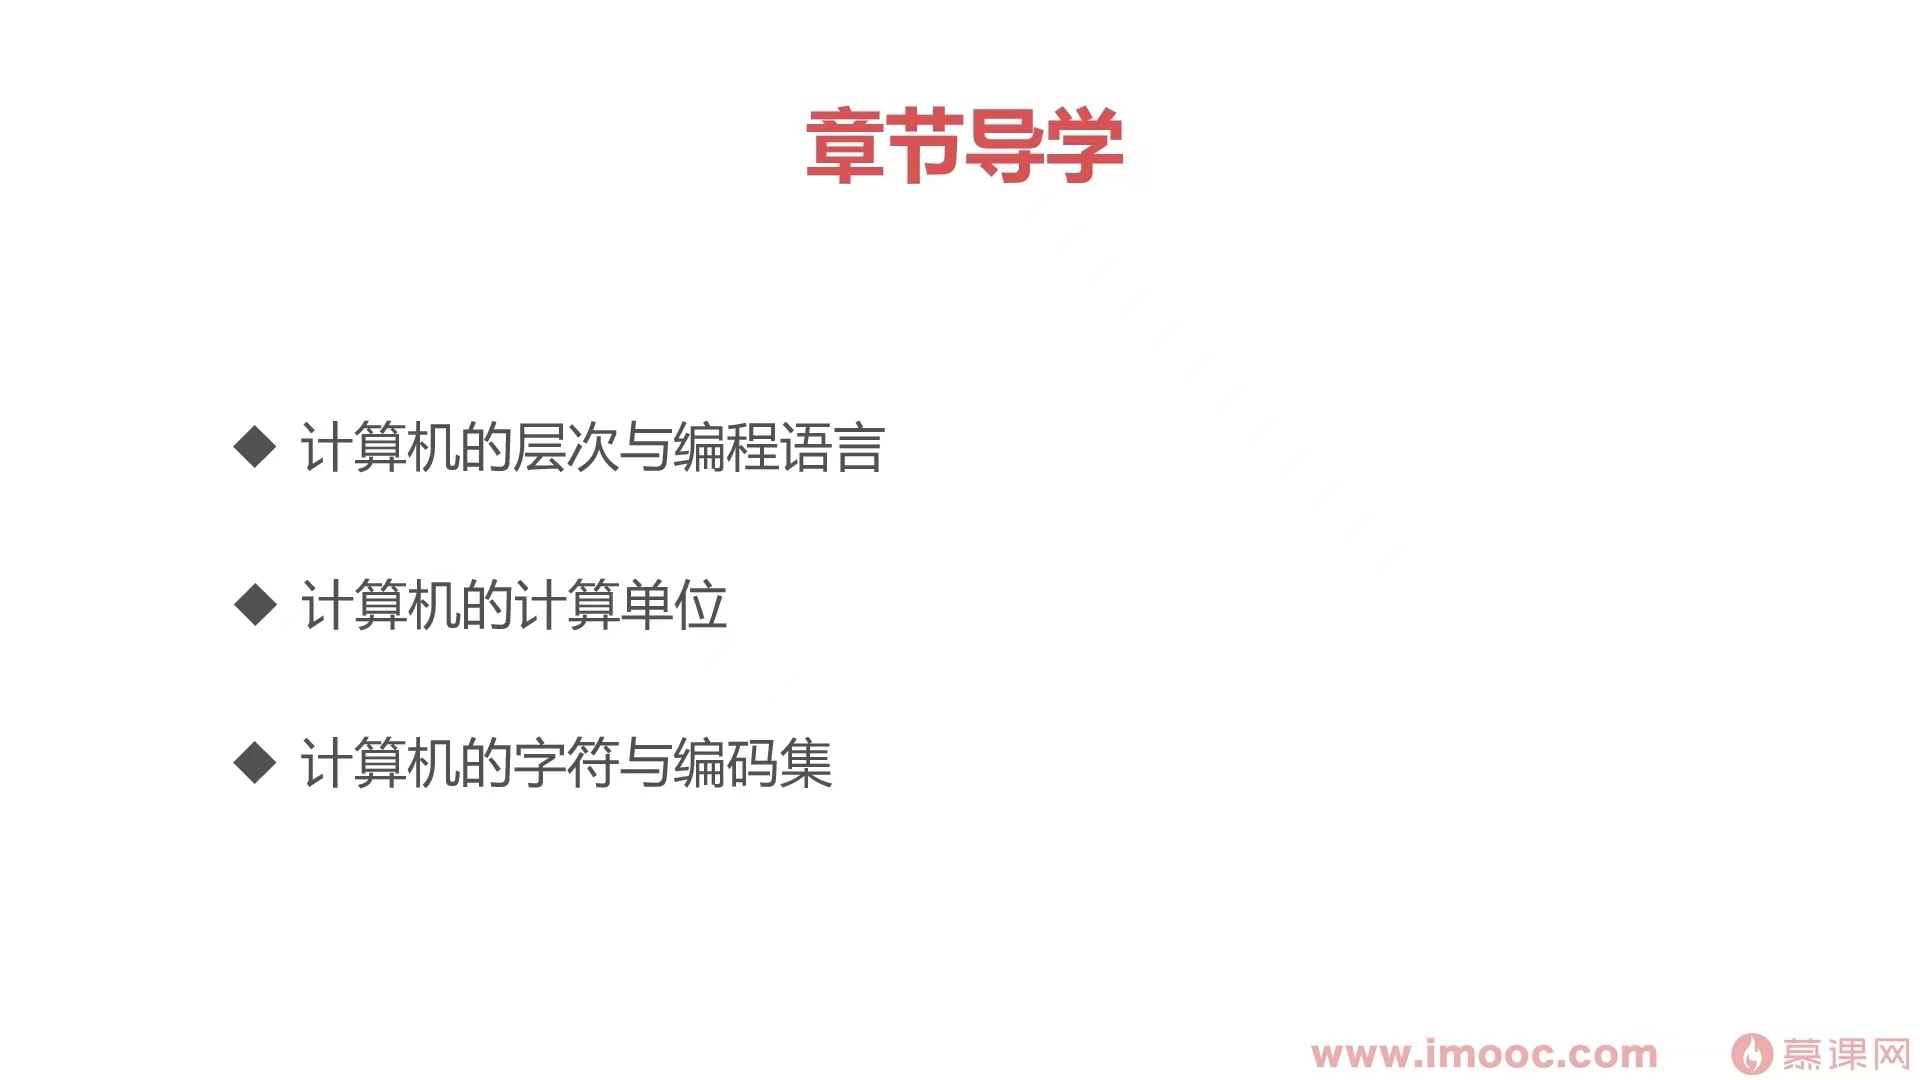 章节导学
◆ 计算机的层次与编程语言
◆ 计算机的计算单位
◆ 计算机的字符与编码集
www.imooc.com 慕课网